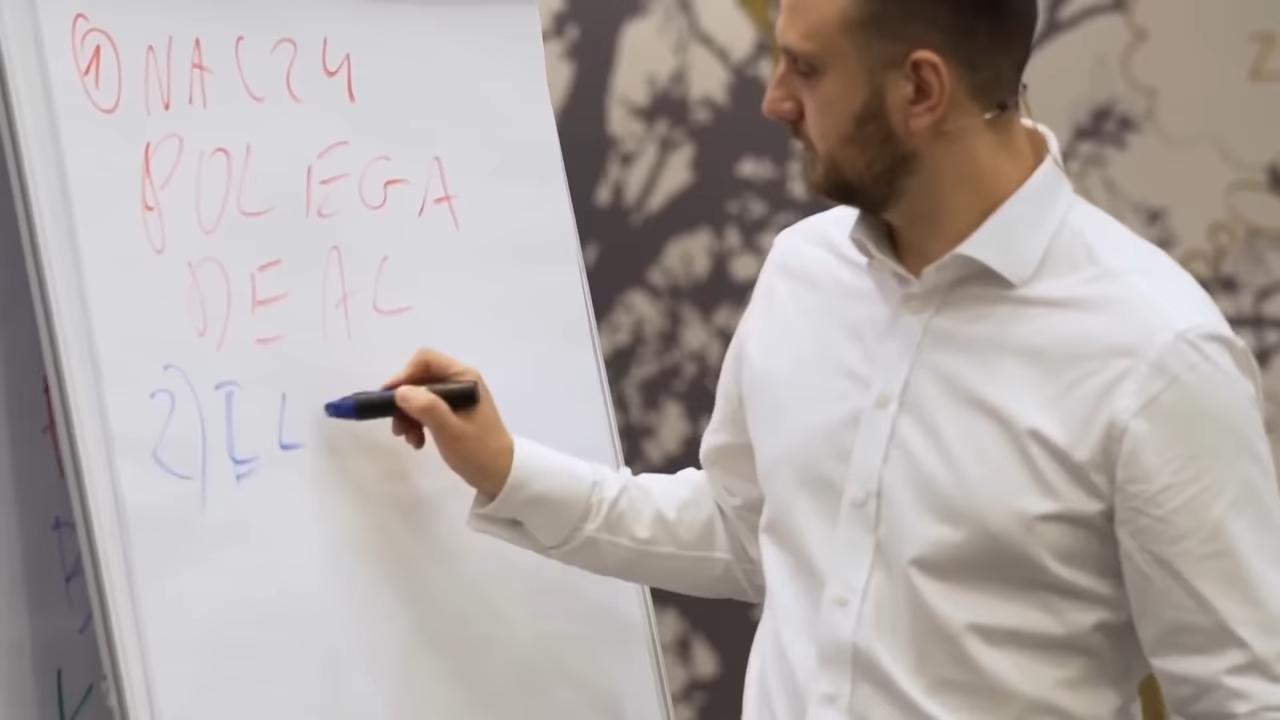 ① NA CZY
POLEGA
DEAL
2) IL